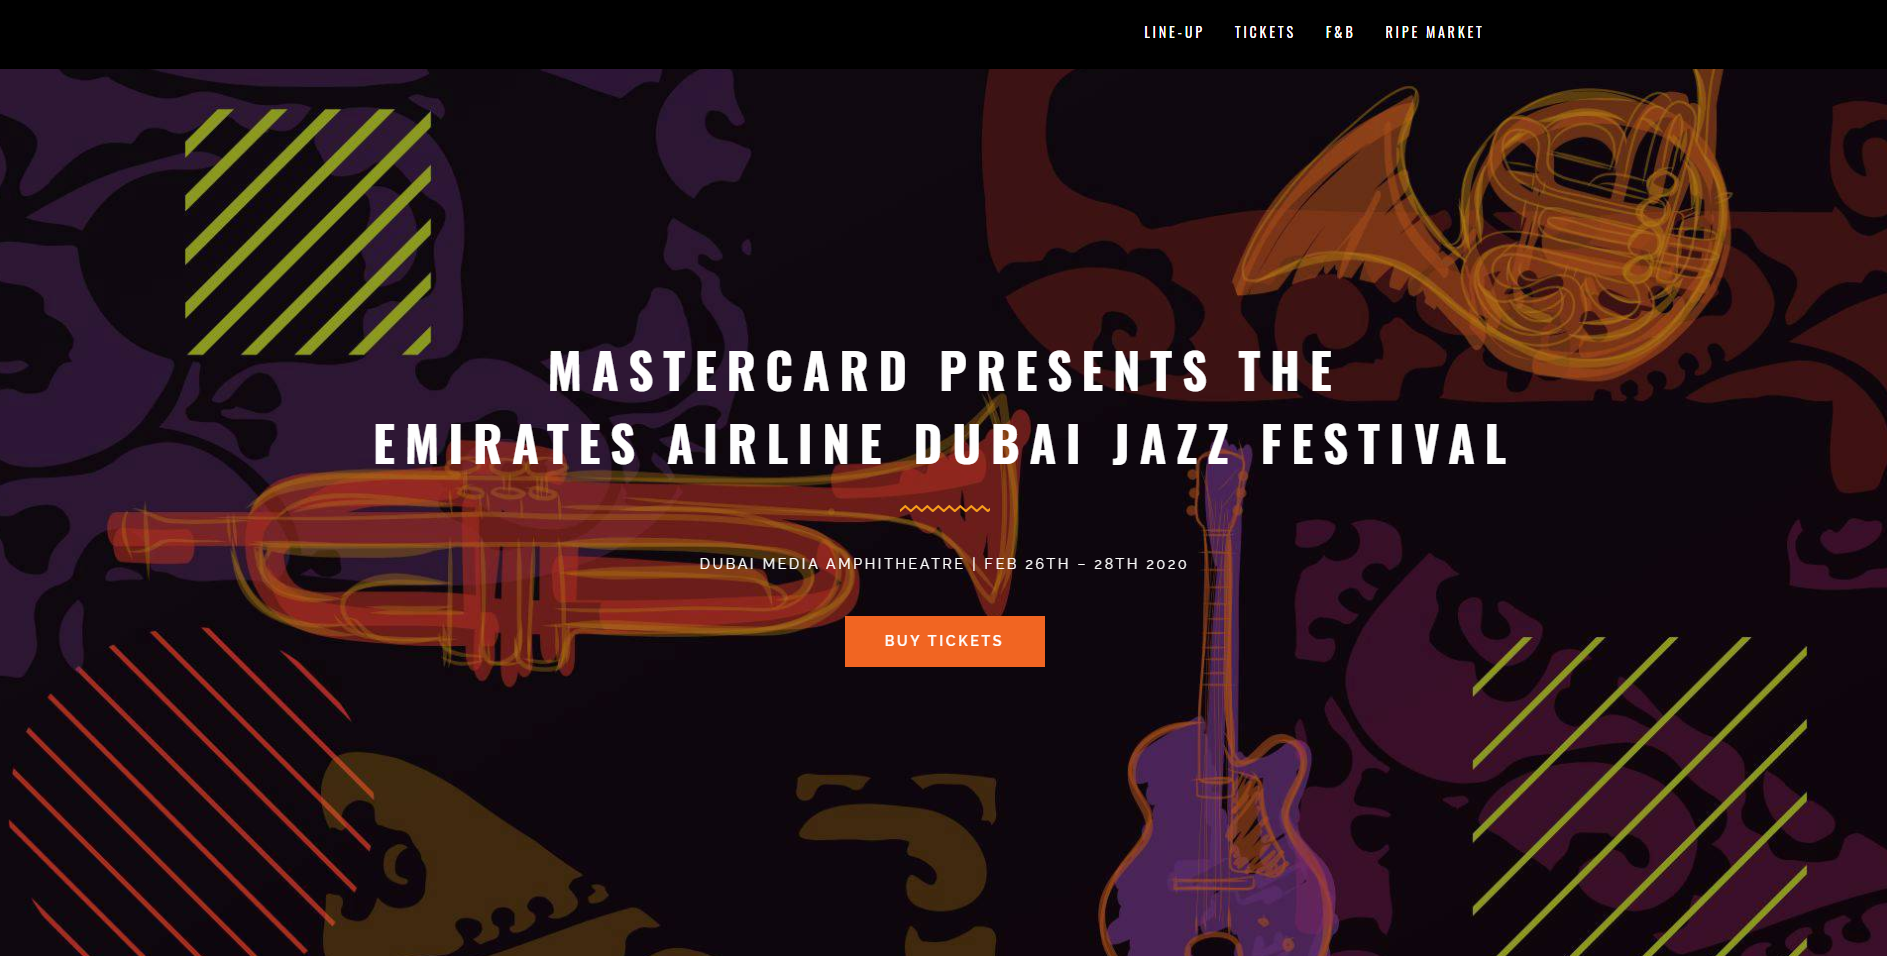 LINE-UP TICKETS F&B RIPE MARKET
MASTERCARD PRESENTS THE
EMIRATES AIRLINE DUBAI JAZZ FESTIVAL
DUBAI MEDIA AMPHITHEATRE | FEB 26TH – 28TH 2020
BUY TICKETS